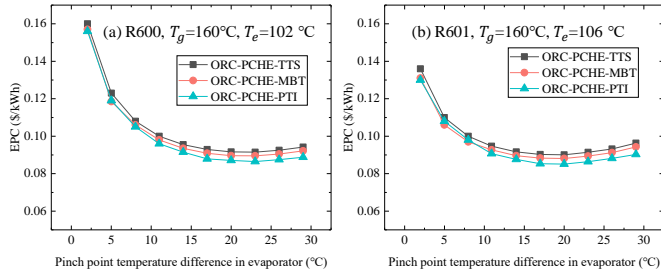 (a) R600, Tg=160℃, Te=102 ℃
ORC-PCHE-TTS
ORC-PCHE-MBT
ORC-PCHE-PTI
EPC ($/kWh)
0.16
0.14
0.12
0.10
0.08
0.06
0 5 10 15 20 25 30
Pinch point temperature difference in evaporator (℃)
(b) R601, Tg=160℃, Te=106 ℃
ORC-PCHE-TTS
ORC-PCHE-MBT
ORC-PCHE-PTI
EPC ($/kWh)
0.16
0.14
0.12
0.10
0.08
0.06
0 5 10 15 20 25 30
Pinch point temperature difference in evaporator (℃)